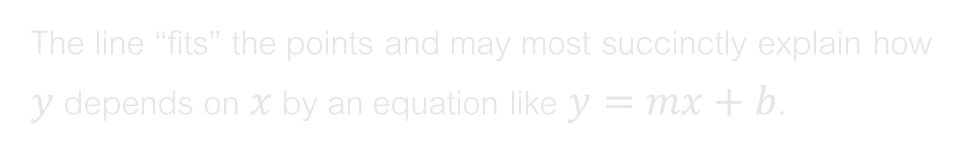 The line “fits” the points and may most succinctly explain how
y depends on x by an equation like y = mx + b.